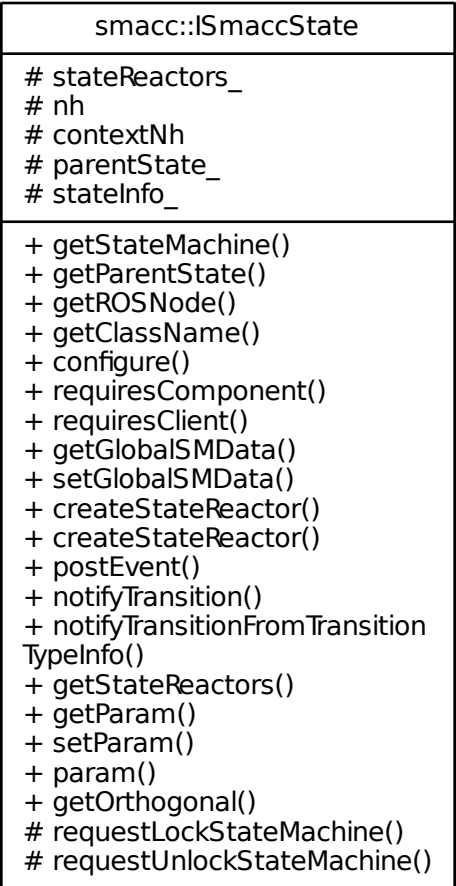 smacc::ISmaccState
# stateReactors_
# nh
# contextNh
# parentState_
# stateInfo_
+ getStateMachine()
+ getParentState()
+ getROSNode()
+ getClassName()
+ configure()
+ requiresComponent()
+ requiresClient()
+ getGlobalSMData()
+ setGlobalSMData()
+ createStateReactor()
+ createStateReactor()
+ postEvent()
+ notifyTransition()
+ notifyTransitionFromTransition
TypeInfo()
+ getStateReactors()
+ getParam()
+ setParam()
+ param()
+ getOrthogonal()
# requestLockStateMachine()
# requestUnlockStateMachine()